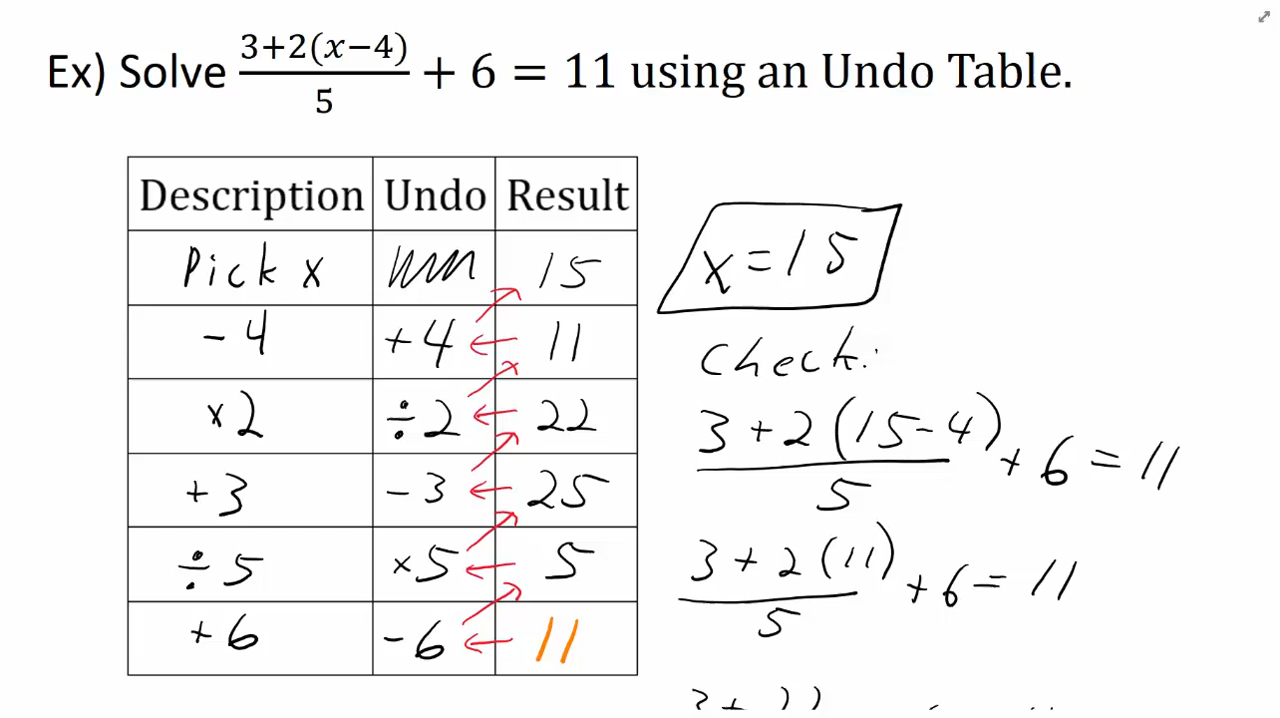 Ex) Solve (3+2(x−4))/5 + 6 = 11 using an Undo Table.
Description Undo Result
Pick x 15
−4 +4 11
×2 ÷2 22
+3 −3 25
÷5 ×5 5
+6 −6 11
x = 15
Check:
(3+2(15−4))/5 + 6 = 11
(3+2(11))/5 + 6 = 11
3 + 22